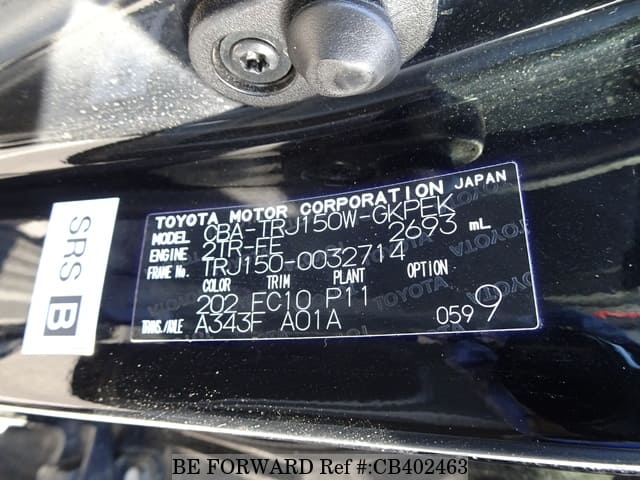 TOYOTA MOTOR CORPORATION JAPAN
MODEL CBA-TRJ150W-GKPEK
ENGINE 2TR-FE 2693 mL
FRAME No. TRJ150-0032714
COLOR TRIM PLANT OPTION
202 FC10 P11
TRANS./AXLE A343F A01A 059 9
SRS B
BE FORWARD Ref #:CB402463